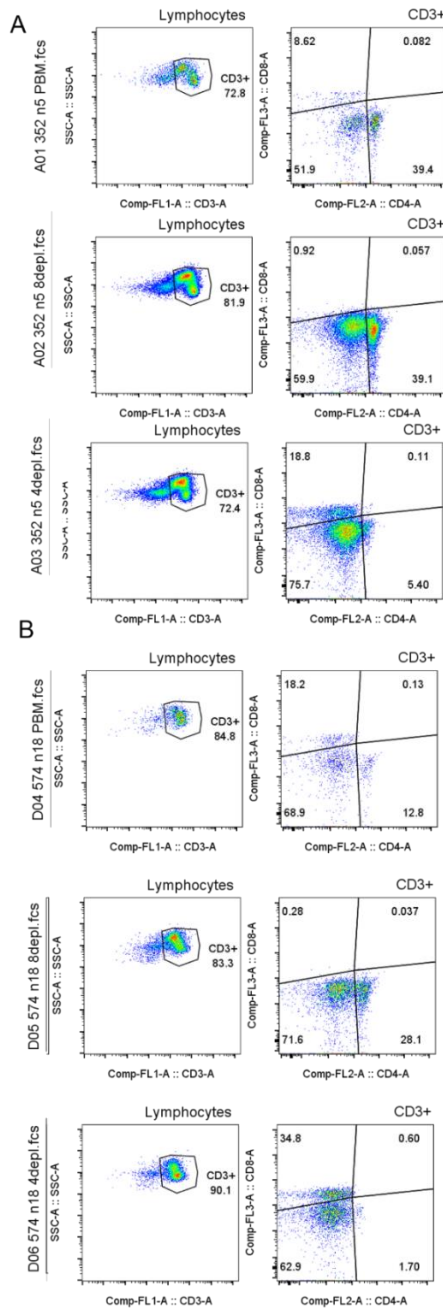 A
Lymphocytes
CD3+
A01 352 n5 PBM.fcs
SSC-A :: SSC-A
CD3+
72.8
Comp-FL1-A :: CD3-A
Comp-FL3-A :: CD8-A
8.62
0.082
51.9
39.4
Comp-FL2-A :: CD4-A
Lymphocytes
CD3+
A02 352 n5 8depl.fcs
SSC-A :: SSC-A
CD3+
81.9
Comp-FL1-A :: CD3-A
Comp-FL3-A :: CD8-A
0.92
0.057
59.9
39.1
Comp-FL2-A :: CD4-A
Lymphocytes
CD3+
A03 352 n5 4depl.fcs
SSC-A :: SSC-A
CD3+
72.4
Comp-FL1-A :: CD3-A
Comp-FL3-A :: CD8-A
18.8
0.11
75.7
5.40
Comp-FL2-A :: CD4-A
B
Lymphocytes
CD3+
D04 574 n18 PBM.fcs
SSC-A :: SSC-A
CD3+
84.8
Comp-FL1-A :: CD3-A
Comp-FL3-A :: CD8-A
18.2
0.13
68.9
12.8
Comp-FL2-A :: CD4-A
Lymphocytes
CD3+
D05 574 n18 8depl.fcs
SSC-A :: SSC-A
CD3+
83.3
Comp-FL1-A :: CD3-A
Comp-FL3-A :: CD8-A
0.28
0.037
71.6
28.1
Comp-FL2-A :: CD4-A
Lymphocytes
CD3+
D06 574 n18 4depl.fcs
SSC-A :: SSC-A
CD3+
90.1
Comp-FL1-A :: CD3-A
Comp-FL3-A :: CD8-A
34.8
0.60
62.9
1.70
Comp-FL2-A :: CD4-A